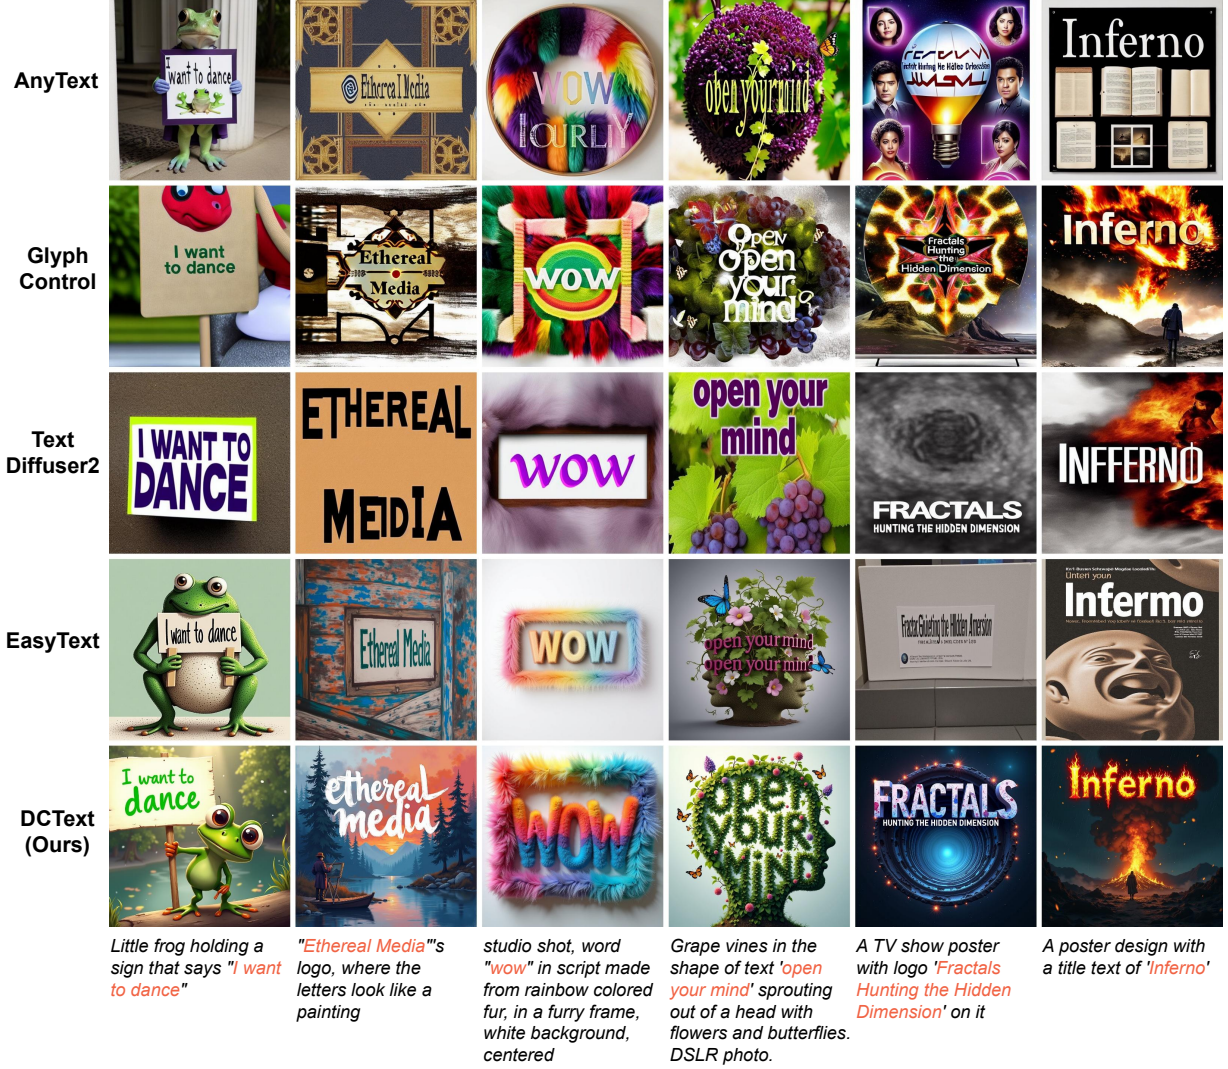 AnyText
I
want to dance
Ethereal Media
WOW
HOURLIY
open your mind
Inferno
Glyph
Control
I want
to dance
Ethereal
Media
WOW
Open
Open
your
mind
Fractals
Hunting
the
Hidden Dimension
Inferno
Text
Diffuser2
I WANT TO
DANCE
ETHEREAL
MEIDIA
wow
open your
miind
FRACTALS
HUNTING THE HIDDEN DIMENSION
INFFERNO
EasyText
I want to dance
Ethereal Media
WOW
open your mind
open your mind
the Hidden
Infermo
DCText
(Ours)
I want to
dance
ethereal
media
WOW
OPEN
YOUR
MIND
FRACTALS
HUNTING THE HIDDEN DIMENSION
Inferno
Little frog holding a
sign that says "I want
to dance"
"Ethereal Media"'s
logo, where the
letters look like a
painting
studio shot, word
"wow" in script made
from rainbow colored
fur, in a furry frame,
white background,
centered
Grape vines in the
shape of text 'open
your mind' sprouting
out of a head with
flowers and butterflies.
DSLR photo.
A TV show poster
with logo 'Fractals
Hunting the Hidden
Dimension' on it
A poster design with
a title text of 'Inferno'